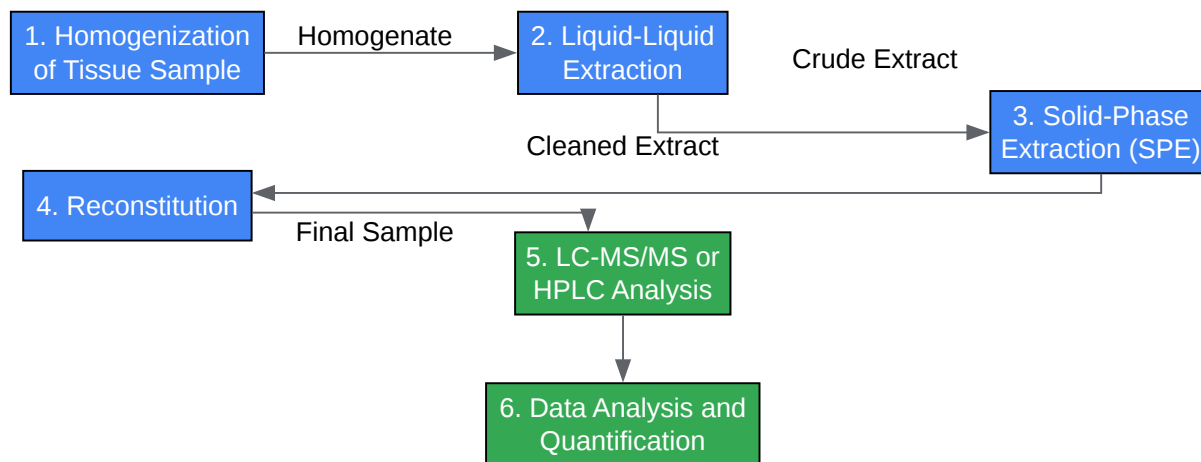 1. Homogenization
of Tissue Sample
Homogenate
2. Liquid-Liquid
Extraction
Crude Extract
3. Solid-Phase
Extraction (SPE)
Cleaned Extract
4. Reconstitution
Final Sample
5. LC-MS/MS or
HPLC Analysis
6. Data Analysis and
Quantification